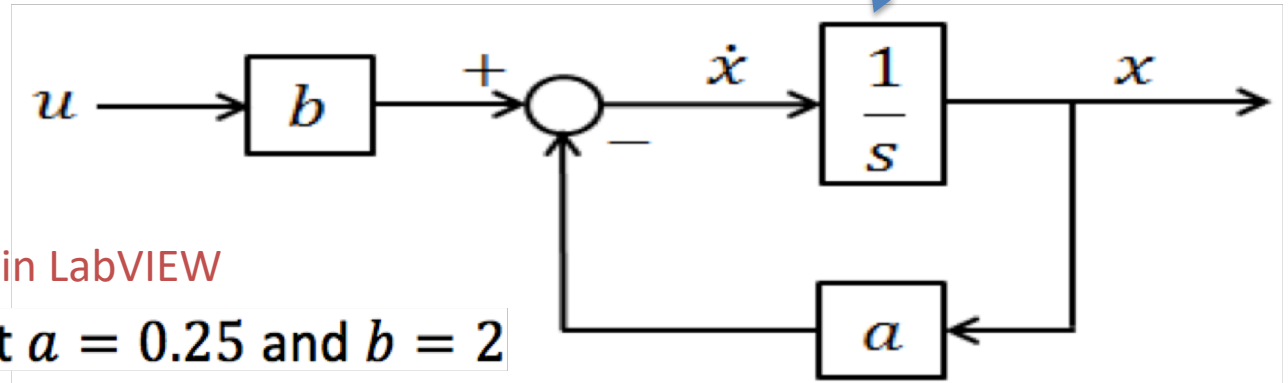 u
b
+
−
ẋ
1
s
x
in LabVIEW
t a = 0.25 and b = 2
a